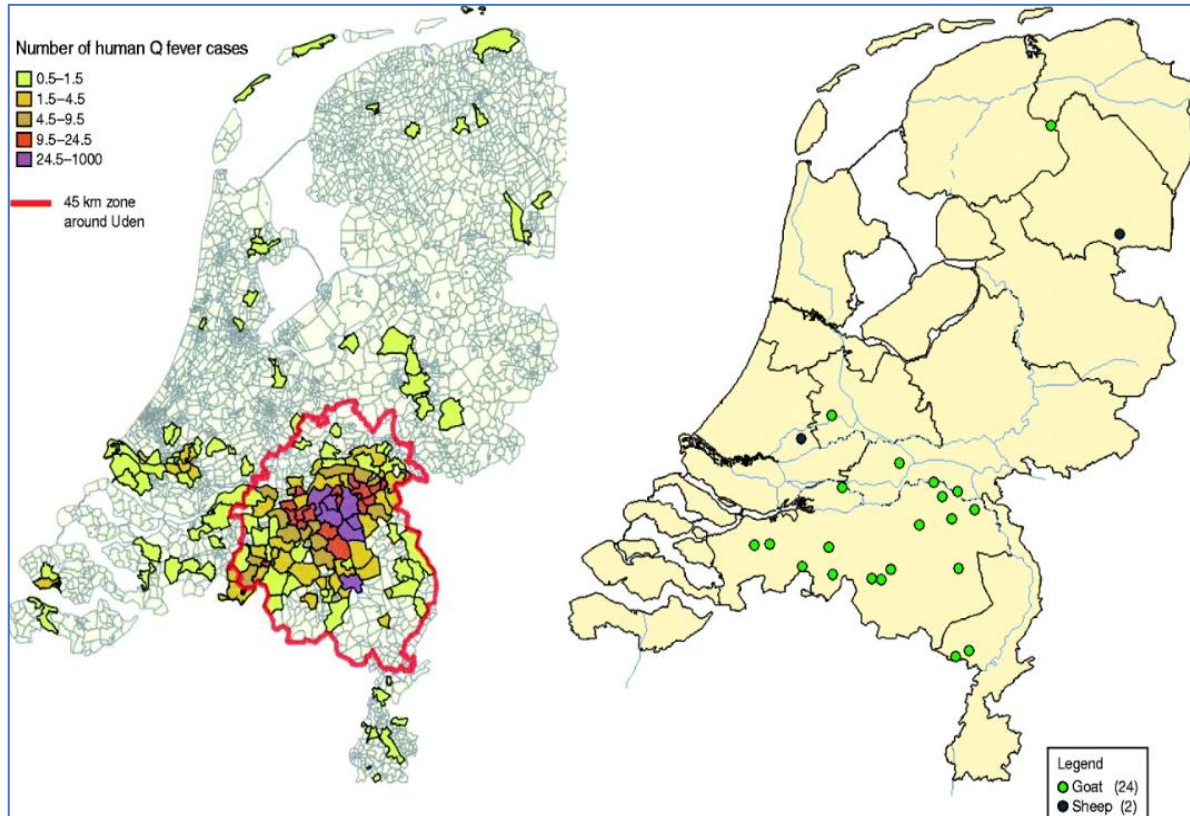 Number of human Q fever cases
0.5–1.5
1.5–4.5
4.5–9.5
9.5–24.5
24.5–1000
45 km zone
around Uden
Legend
Goat (24)
Sheep (2)